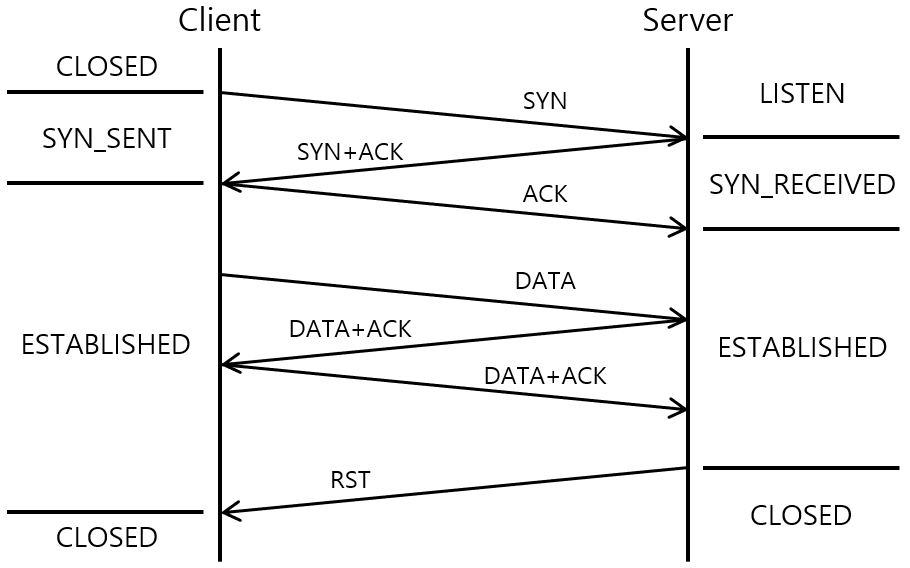 Client
Server
CLOSED
LISTEN
SYN
SYN_SENT
SYN+ACK
SYN_RECEIVED
ACK
DATA
DATA+ACK
ESTABLISHED
ESTABLISHED
DATA+ACK
RST
CLOSED
CLOSED